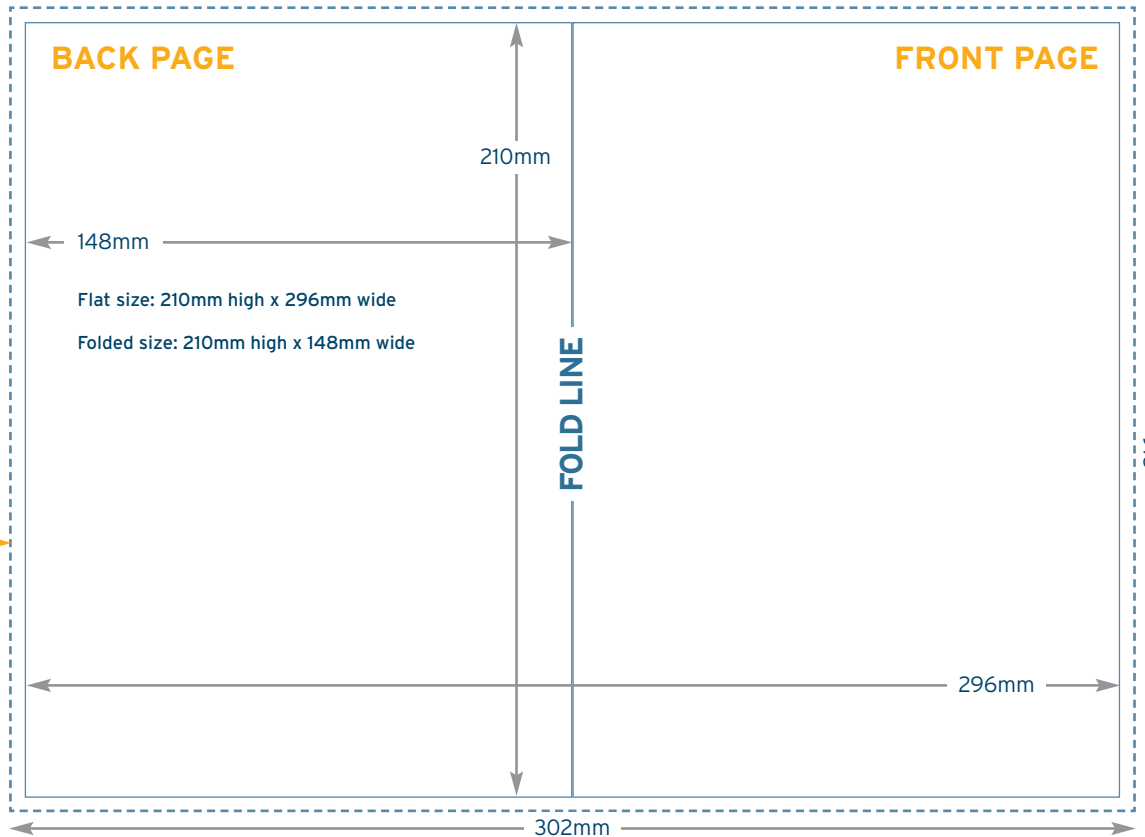 BACK PAGE
FRONT PAGE
210mm
148mm
Flat size: 210mm high x 296mm wide
Folded size: 210mm high x 148mm wide
FOLD LINE
296mm
302mm